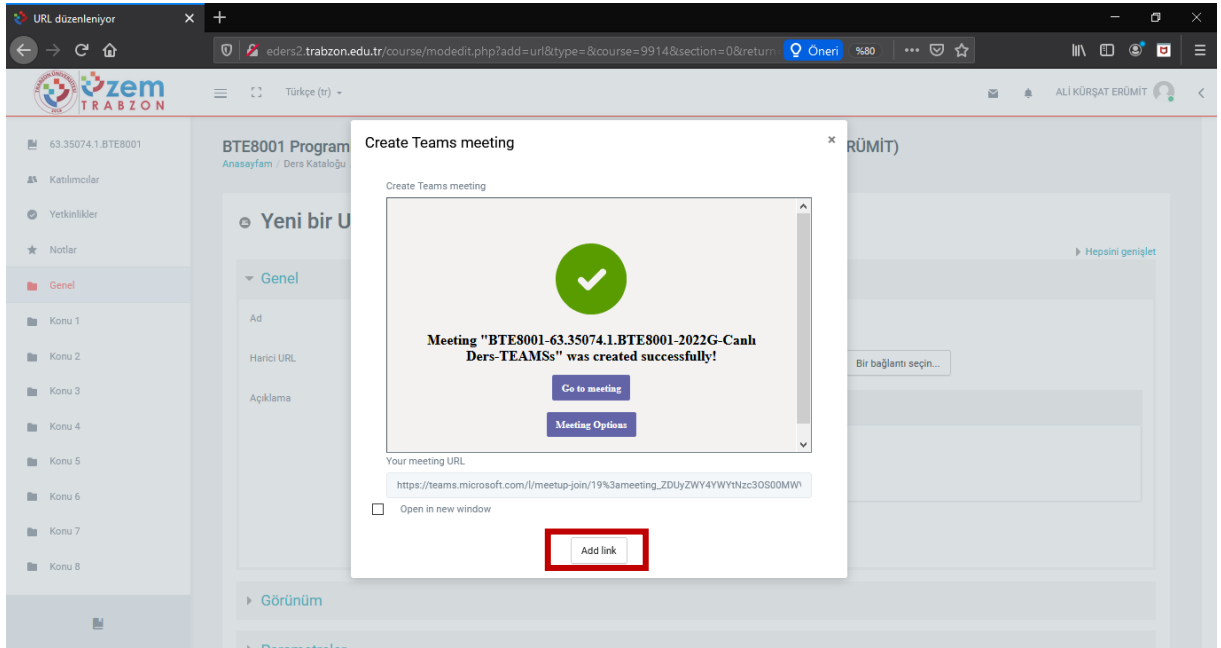 URL düzenleniyor
eders2.trabzon.edu.tr/course/modedit.php?add=url&type=&course=9914&section=0&return
Öneri
%80
üzem
TRABZON
Türkçe (tr)
ALİ KÜRŞAT ERÜMİT
63.35074.1.BTE8001
Katılımcılar
Yetkinlikler
Notlar
Genel
Konu 1
Konu 2
Konu 3
Konu 4
Konu 5
Konu 6
Konu 7
Konu 8
BTE8001 Program
RÜMİT)
Anasayfam / Ders Kataloğu
Yeni bir U
Hepsini genişlet
Genel
Ad
Harici URL
Bir bağlantı seçin...
Açıklama
Görünüm
Create Teams meeting
Create Teams meeting
Meeting "BTE8001-63.35074.1.BTE8001-2022G-Canlı
Ders-TEAMSs" was created successfully!
Go to meeting
Meeting Options
Your meeting URL
https://teams.microsoft.com/l/meetup-join/19%3ameeting_ZDUyZWY4YWYtNzc3OS00MW
Open in new window
Add link